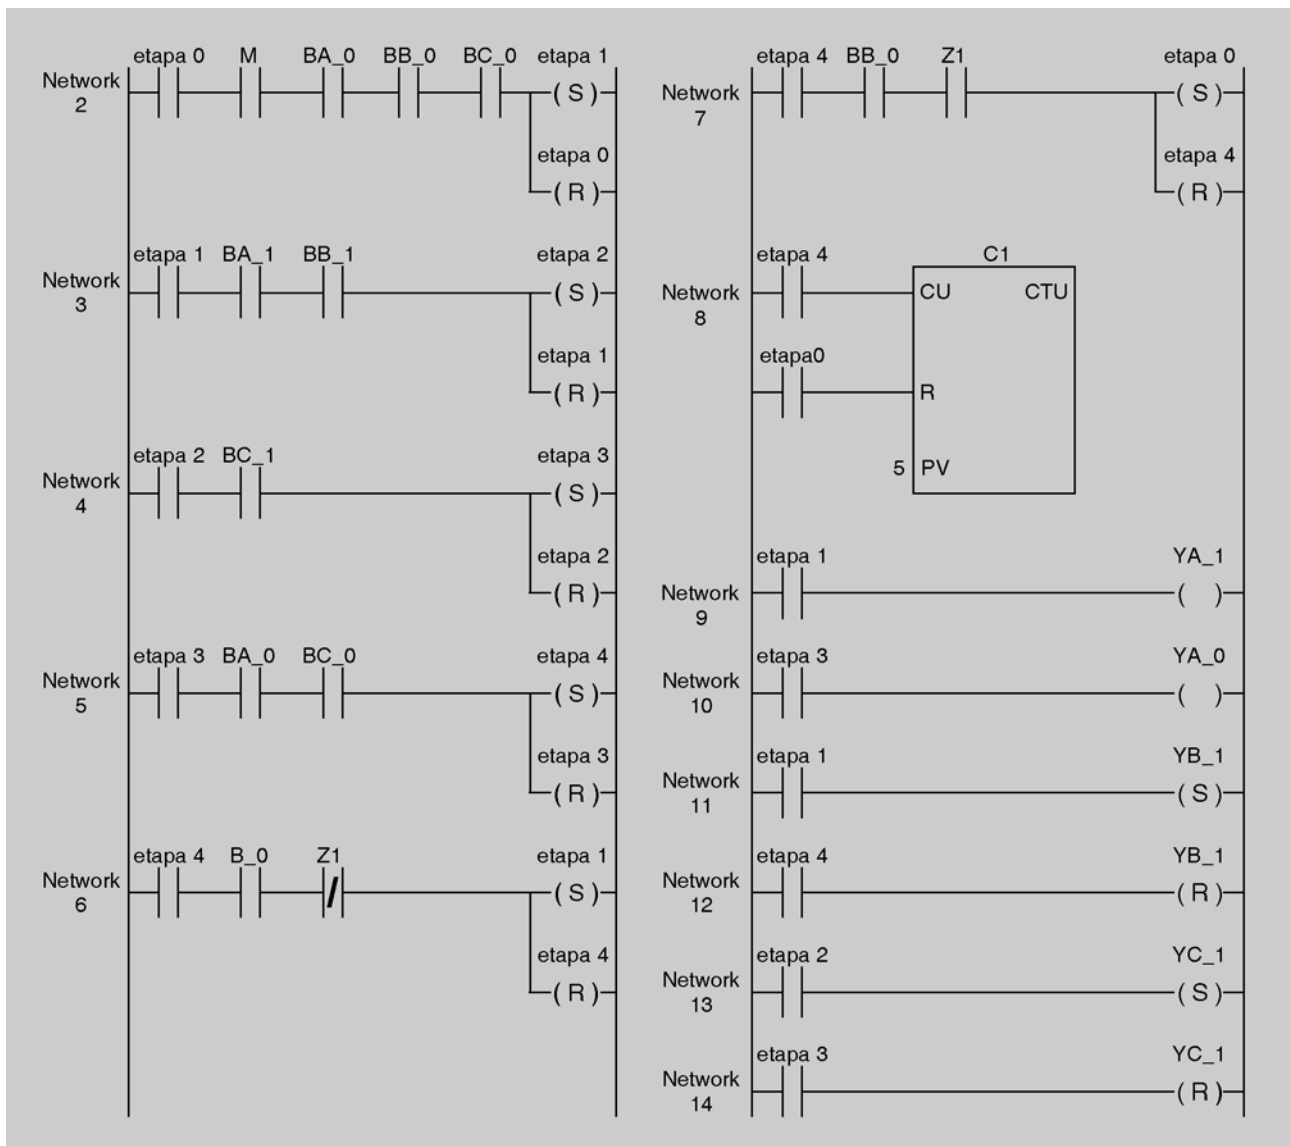 etapa 0 M BA_0 BB_0 BC_0 etapa 1
Network 2 ( S )
etapa 0
( R )
etapa 1 BA_1 BB_1 etapa 2
Network 3 ( S )
etapa 1
( R )
etapa 2 BC_1 etapa 3
Network 4 ( S )
etapa 2
( R )
etapa 3 BA_0 BC_0 etapa 4
Network 5 ( S )
etapa 3
( R )
etapa 4 B_0 Z1 etapa 1
Network 6 ( S )
etapa 4
( R )
etapa 4 BB_0 Z1 etapa 0
Network 7 ( S )
etapa 4
( R )
etapa 4 C1
Network 8 CU CTU
etapa0
R
5 PV
etapa 1 YA_1
Network 9 ( )
etapa 3 YA_0
Network 10 ( )
etapa 1 YB_1
Network 11 ( S )
etapa 4 YB_1
Network 12 ( R )
etapa 2 YC_1
Network 13 ( S )
etapa 3 YC_1
Network 14 ( R )